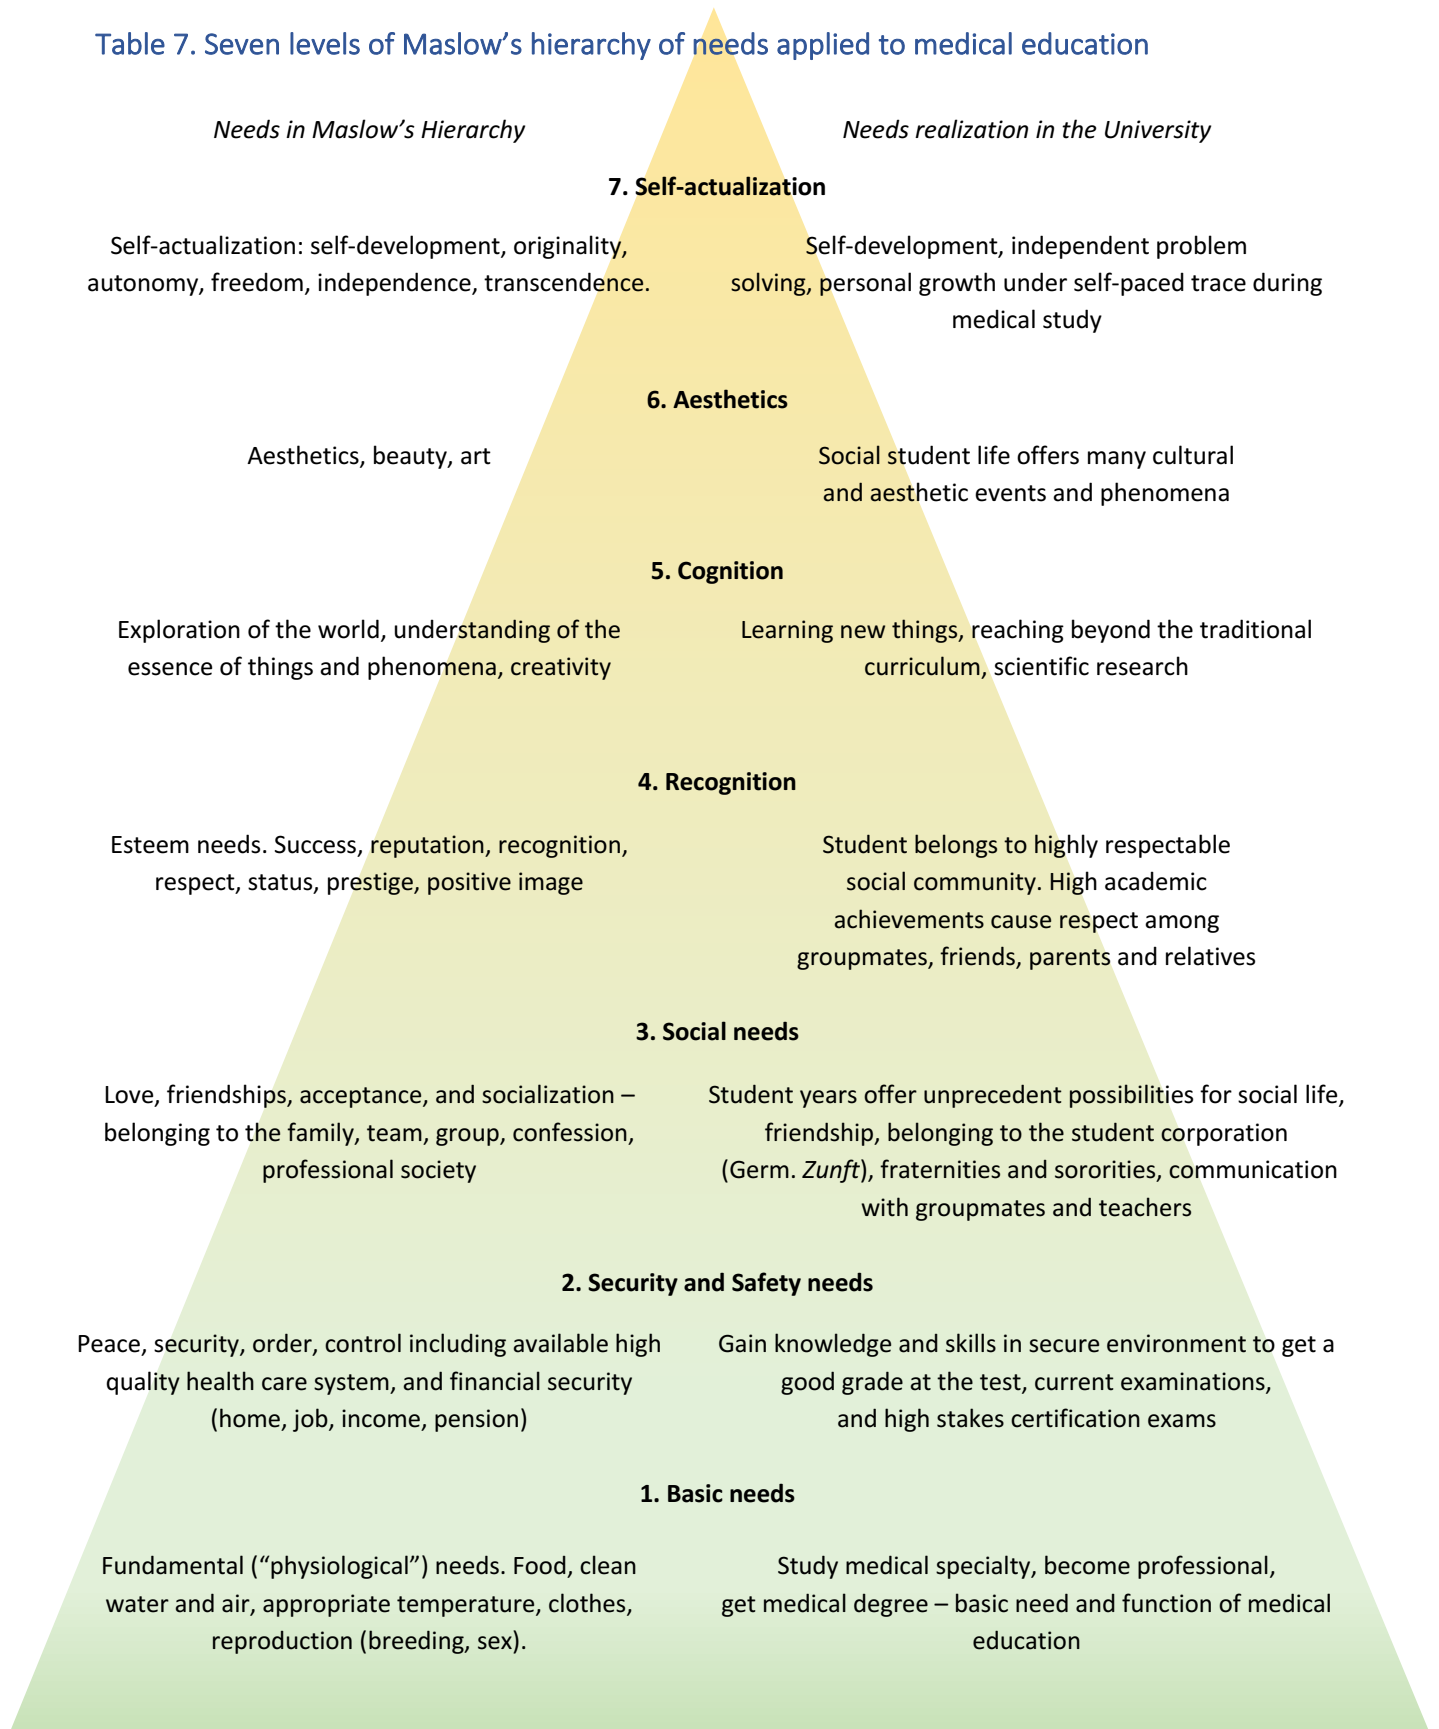 Table 7. Seven levels of Maslow’s hierarchy of needs applied to medical education
Needs in Maslow’s Hierarchy
Needs realization in the University
7. Self-actualization
Self-actualization: self-development, originality,
autonomy, freedom, independence, transcendence.
Self-development, independent problem
solving, personal growth under self-paced trace during
medical study
6. Aesthetics
Aesthetics, beauty, art
Social student life offers many cultural
and aesthetic events and phenomena
5. Cognition
Exploration of the world, understanding of the
essence of things and phenomena, creativity
Learning new things, reaching beyond the traditional
curriculum, scientific research
4. Recognition
Esteem needs. Success, reputation, recognition,
respect, status, prestige, positive image
Student belongs to highly respectable
social community. High academic
achievements cause respect among
groupmates, friends, parents and relatives
3. Social needs
Love, friendships, acceptance, and socialization –
belonging to the family, team, group, confession,
professional society
Student years offer unprecedent possibilities for social life,
friendship, belonging to the student corporation
(Germ. Zunft), fraternities and sororities, communication
with groupmates and teachers
2. Security and Safety needs
Peace, security, order, control including available high
quality health care system, and financial security
(home, job, income, pension)
Gain knowledge and skills in secure environment to get a
good grade at the test, current examinations,
and high stakes certification exams
1. Basic needs
Fundamental (“physiological”) needs. Food, clean
water and air, appropriate temperature, clothes,
reproduction (breeding, sex).
Study medical specialty, become professional,
get medical degree – basic need and function of medical
education